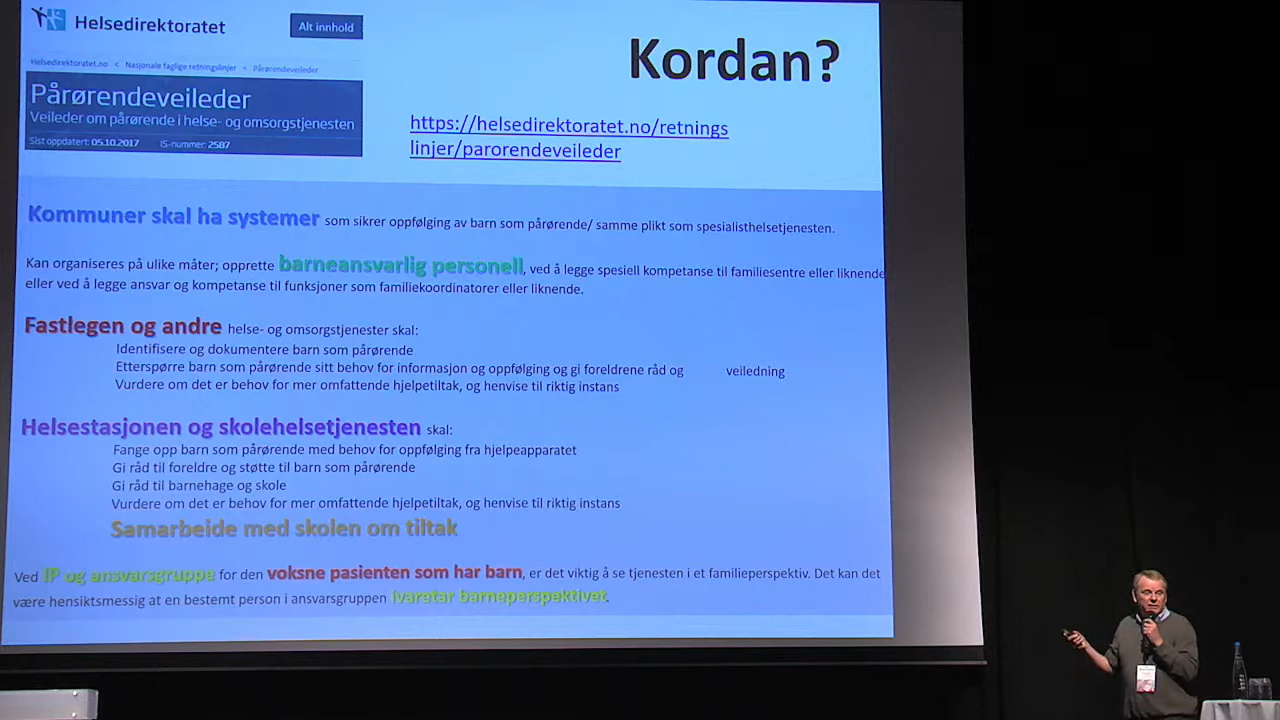 Helsedirektoratet
Alt innhold
Kordan?
Helsedirektoratet.no < Nasjonale faglige retningslinjer < Pårørendeveileder
Pårørendeveileder
Veileder om pårørende i helse- og omsorgstjenesten
Sist oppdatert: 05.10.2017 IS-nummer: 2587
https://helsedirektoratet.no/retnings
linjer/parorendeveileder
Kommuner skal ha systemer som sikrer oppfølging av barn som pårørende/ samme plikt som spesialisthelsetjenesten.
Kan organiseres på ulike måter; opprette barneansvarlig personell, ved å legge spesiell kompetanse til familiesentre eller liknende
eller ved å legge ansvar og kompetanse til funksjoner som familiekoordinatorer eller liknende.
Fastlegen og andre helse- og omsorgstjenester skal:
Identifisere og dokumentere barn som pårørende
Etterspørre barn som pårørende sitt behov for informasjon og oppfølging og gi foreldrene råd og veiledning
Vurdere om det er behov for mer omfattende hjelpetiltak, og henvise til riktig instans
Helsestasjonen og skolehelsetjenesten skal:
Fange opp barn som pårørende med behov for oppfølging fra hjelpeapparatet
Gi råd til foreldre og støtte til barn som pårørende
Gi råd til barnehage og skole
Vurdere om det er behov for mer omfattende hjelpetiltak, og henvise til riktig instans
Samarbeide med skolen om tiltak
Ved IP og ansvarsgruppe for den voksne pasienten som har barn, er det viktig å se tjenesten i et familieperspektiv. Det kan det
være hensiktsmessig at en bestemt person i ansvarsgruppen ivaretar barneperspektivet.